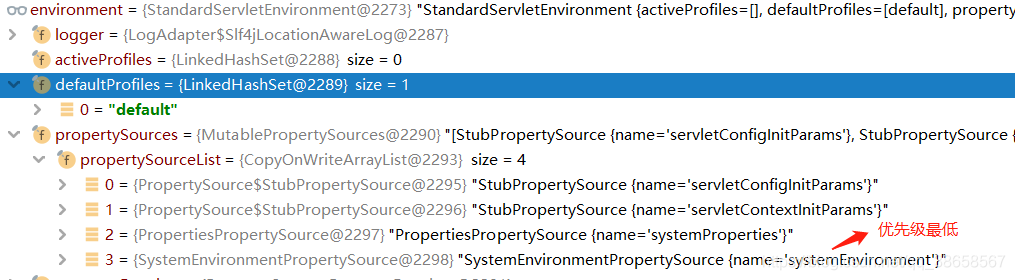 environment = {StandardServletEnvironment@2273} "StandardServletEnvironment {activeProfiles=[], defaultProfiles=[default], property
logger = {LogAdapter$Slf4jLocationAwareLog@2287}
activeProfiles = {LinkedHashSet@2288} size = 0
defaultProfiles = {LinkedHashSet@2289} size = 1
0 = "default"
propertySources = {MutablePropertySources@2290} "[StubPropertySource {name='servletConfigInitParams'}, StubPropertySource {
propertySourceList = {CopyOnWriteArrayList@2293} size = 4
0 = {PropertySource$StubPropertySource@2295} "StubPropertySource {name='servletConfigInitParams'}"
1 = {PropertySource$StubPropertySource@2296} "StubPropertySource {name='servletContextInitParams'}"
优先级最低
2 = {PropertiesPropertySource@2297} "PropertiesPropertySource {name='systemProperties'}"
3 = {SystemEnvironmentPropertySource@2298} "SystemEnvironmentPropertySource {name='systemEnvironment'}"